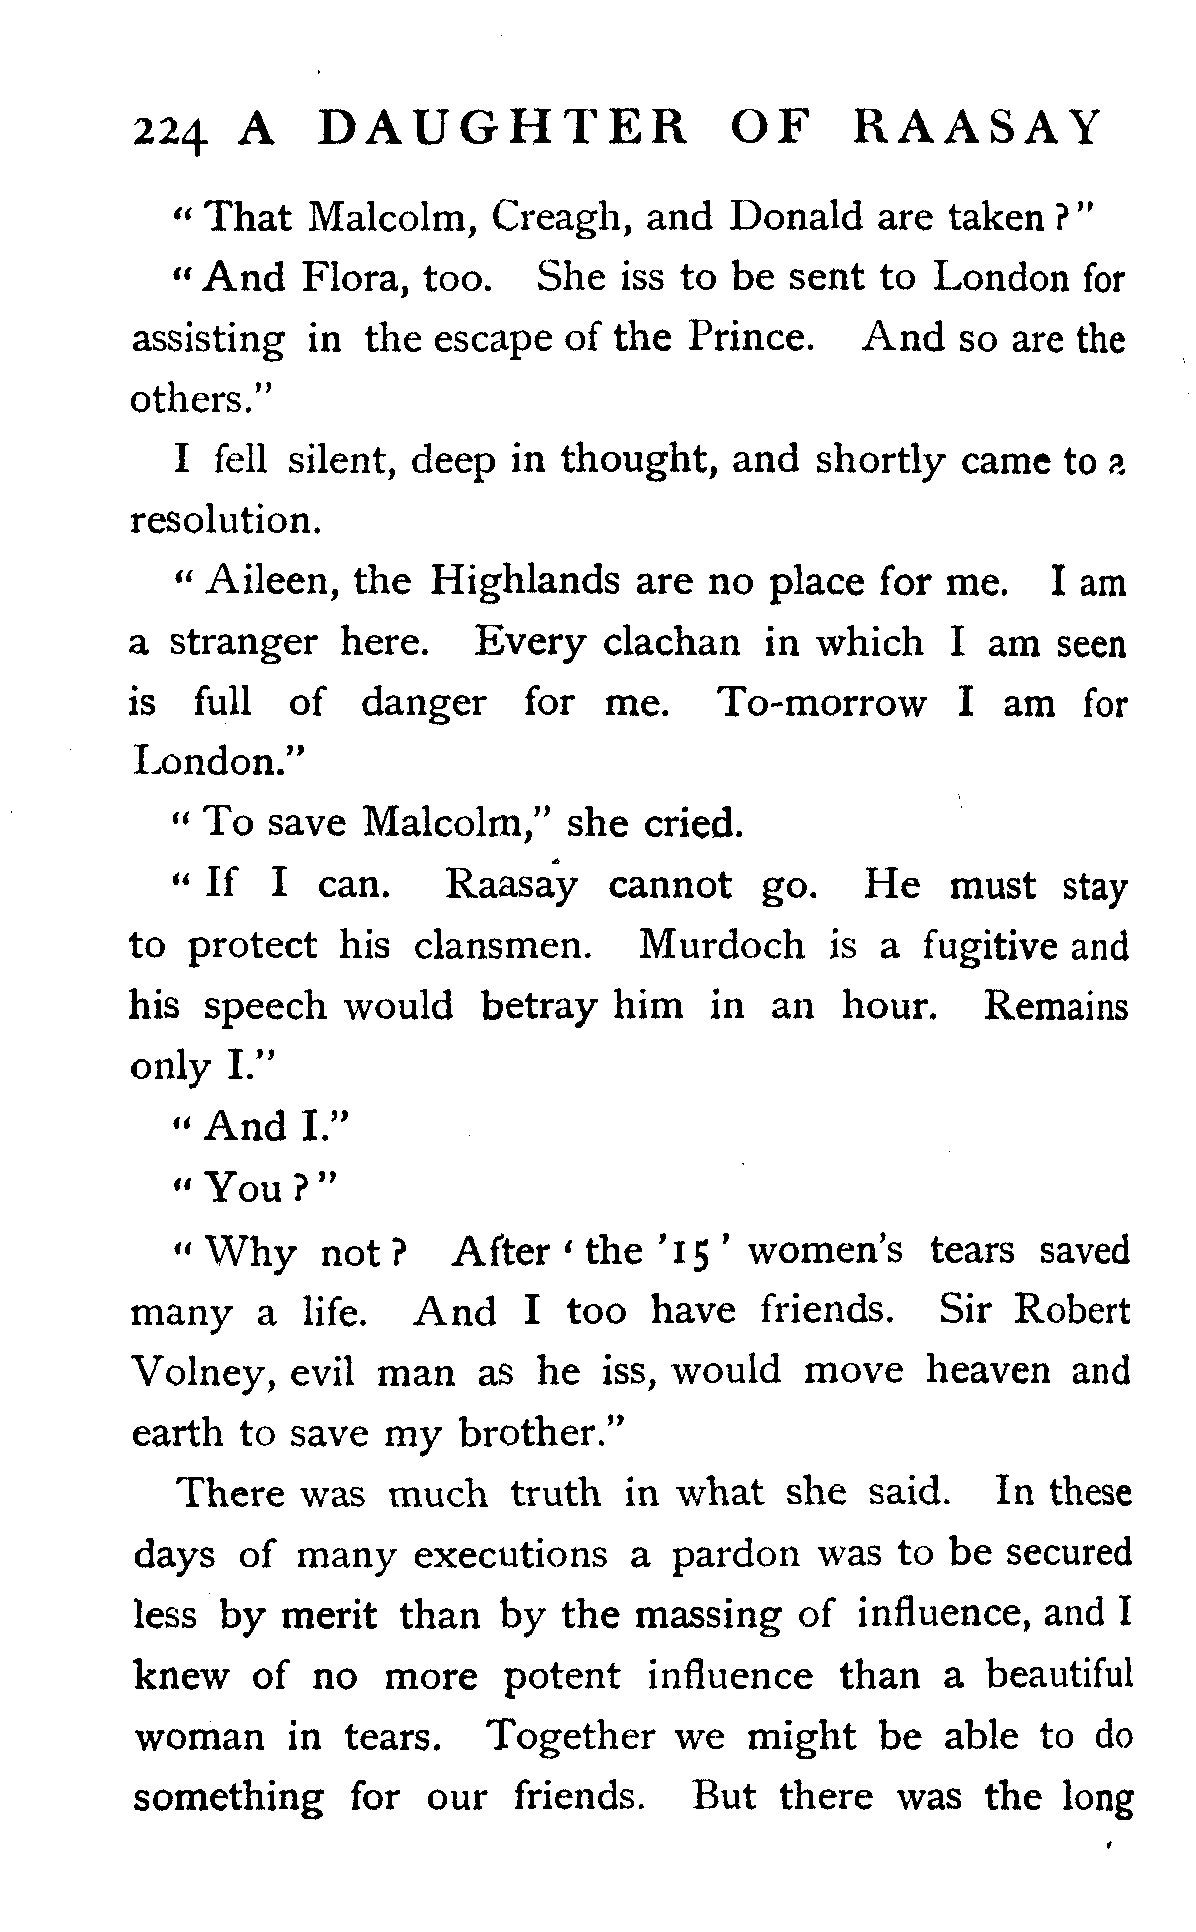 224 A DAUGHTER OF RAASAY
“ That Malcolm, Creagh, and Donald are taken ?”
“ And Flora, too. She iss to be sent to London for
assisting in the escape of the Prince. And so are the
others.”
I fell silent, deep in thought, and shortly came to a
resolution.
“ Aileen, the Highlands are no place for me. I am
a stranger here. Every clachan in which I am seen
is full of danger for me. To-morrow I am for
London.”
“ To save Malcolm,” she cried.
“ If I can. Raasay cannot go. He must stay
to protect his clansmen. Murdoch is a fugitive and
his speech would betray him in an hour. Remains
only I.”
“ And I.”
“ You ?”
“ Why not ? After ‘ the ’15 ’ women’s tears saved
many a life. And I too have friends. Sir Robert
Volney, evil man as he iss, would move heaven and
earth to save my brother.”
There was much truth in what she said. In these
days of many executions a pardon was to be secured
less by merit than by the massing of influence, and I
knew of no more potent influence than a beautiful
woman in tears. Together we might be able to do
something for our friends. But there was the long